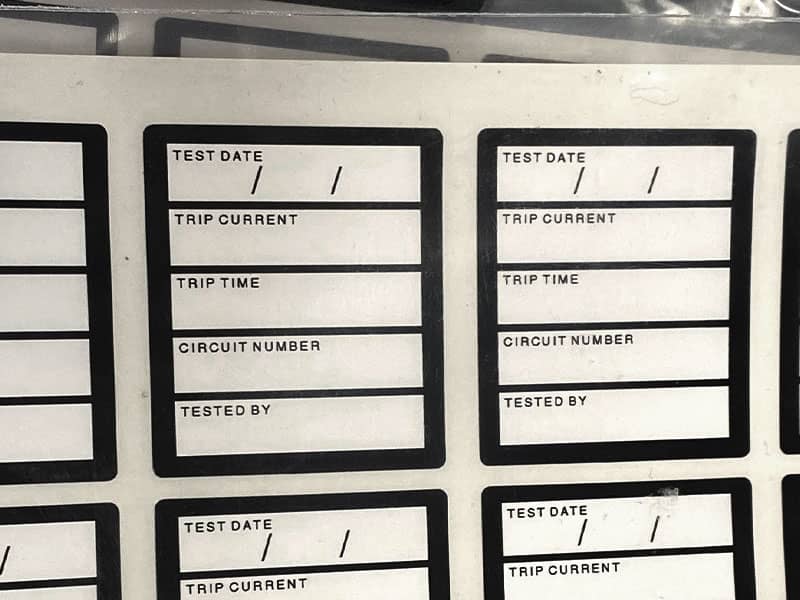 TEST DATE
/ /
TRIP CURRENT
TRIP TIME
CIRCUIT NUMBER
TESTED BY
TEST DATE
/ /
TRIP CURRENT
TRIP TIME
CIRCUIT NUMBER
TESTED BY
/
TEST DATE
/ /
TRIP CURRENT
TEST DATE
/ /
TRIP CURRENT